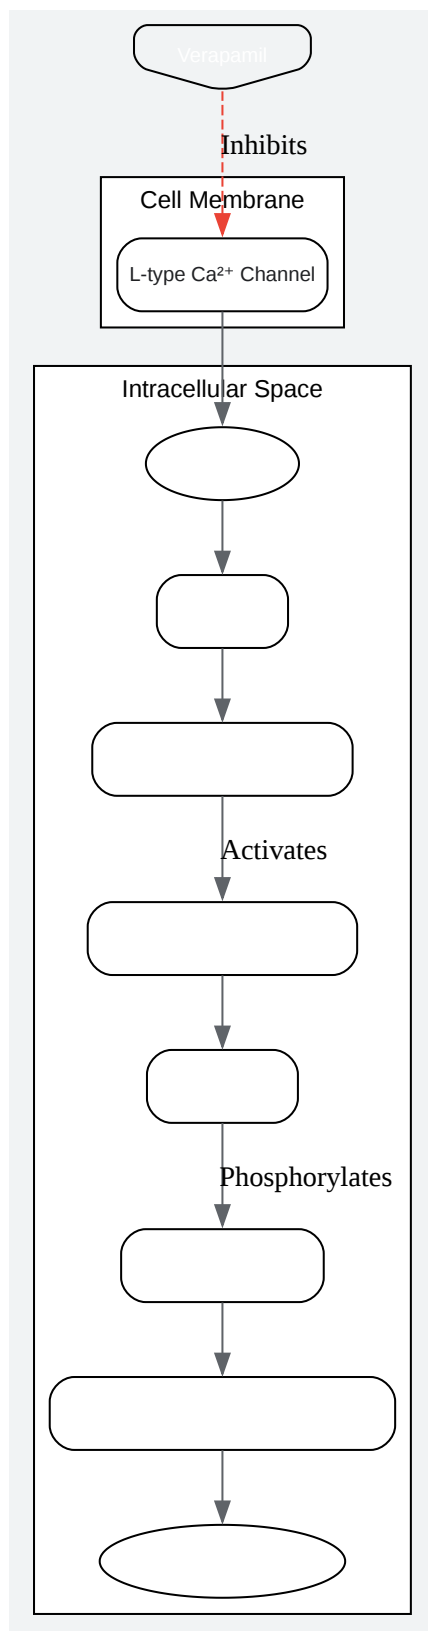 Verapamil
Inhibits
Cell Membrane
L-type Ca²⁺ Channel
Intracellular Space
Activates
Phosphorylates